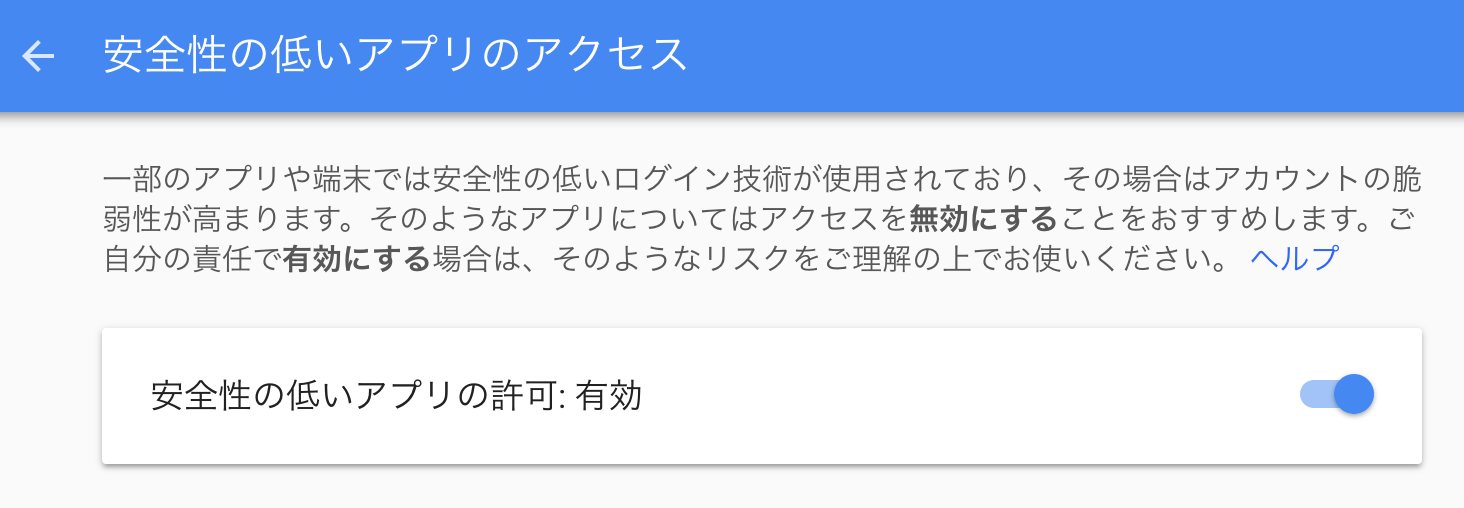 安全性の低いアプリのアクセス
一部のアプリや端末では安全性の低いログイン技術が使用されており、その場合はアカウントの脆
弱性が高まります。そのようなアプリについてはアクセスを無効にすることをおすすめします。ご
自分の責任で有効にする場合は、そのようなリスクをご理解の上でお使いください。 ヘルプ
安全性の低いアプリの許可: 有効